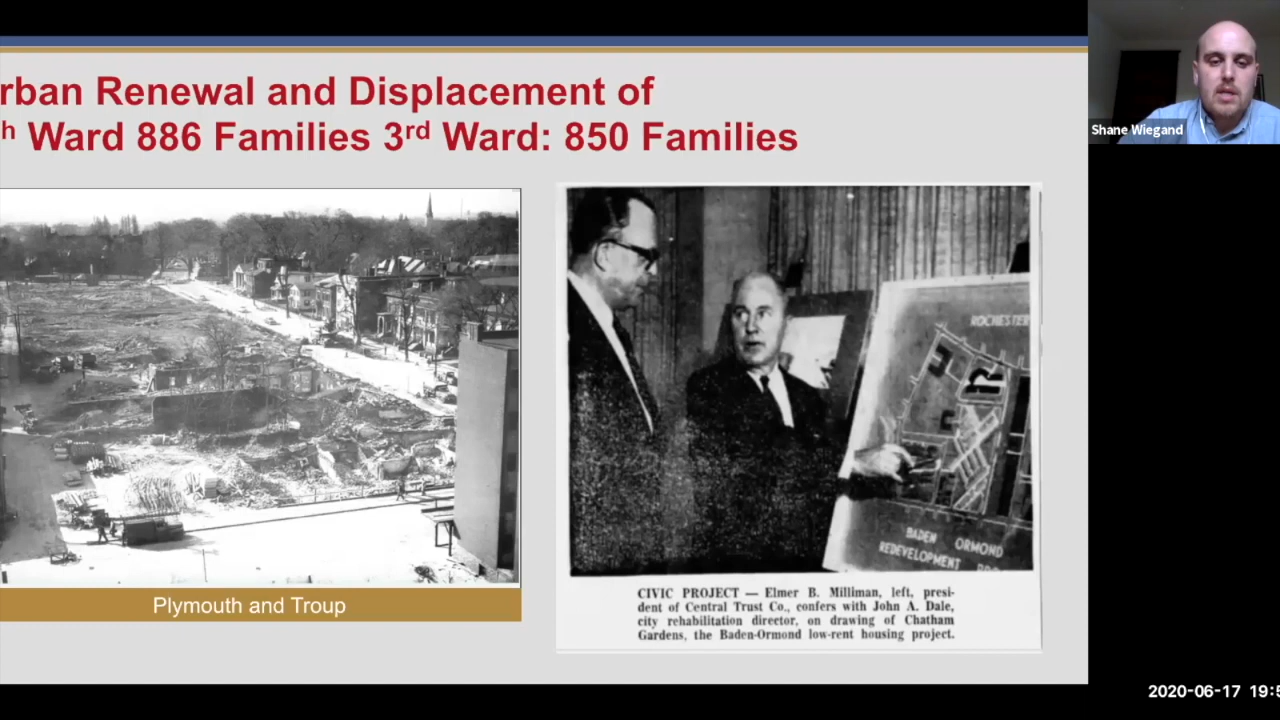 rban Renewal and Displacement of
h Ward 886 Families 3rd Ward: 850 Families
Shane Wiegand
ROCHESTER
BADEN ORMOND
REDEVELOPMENT
Plymouth and Troup
CIVIC PROJECT — Elmer B. Milliman, left, presi-
dent of Central Trust Co., confers with John A. Dale,
city rehabilitation director, on drawing of Chatham
Gardens, the Baden-Ormond low-rent housing project.
2020-06-17 19:5